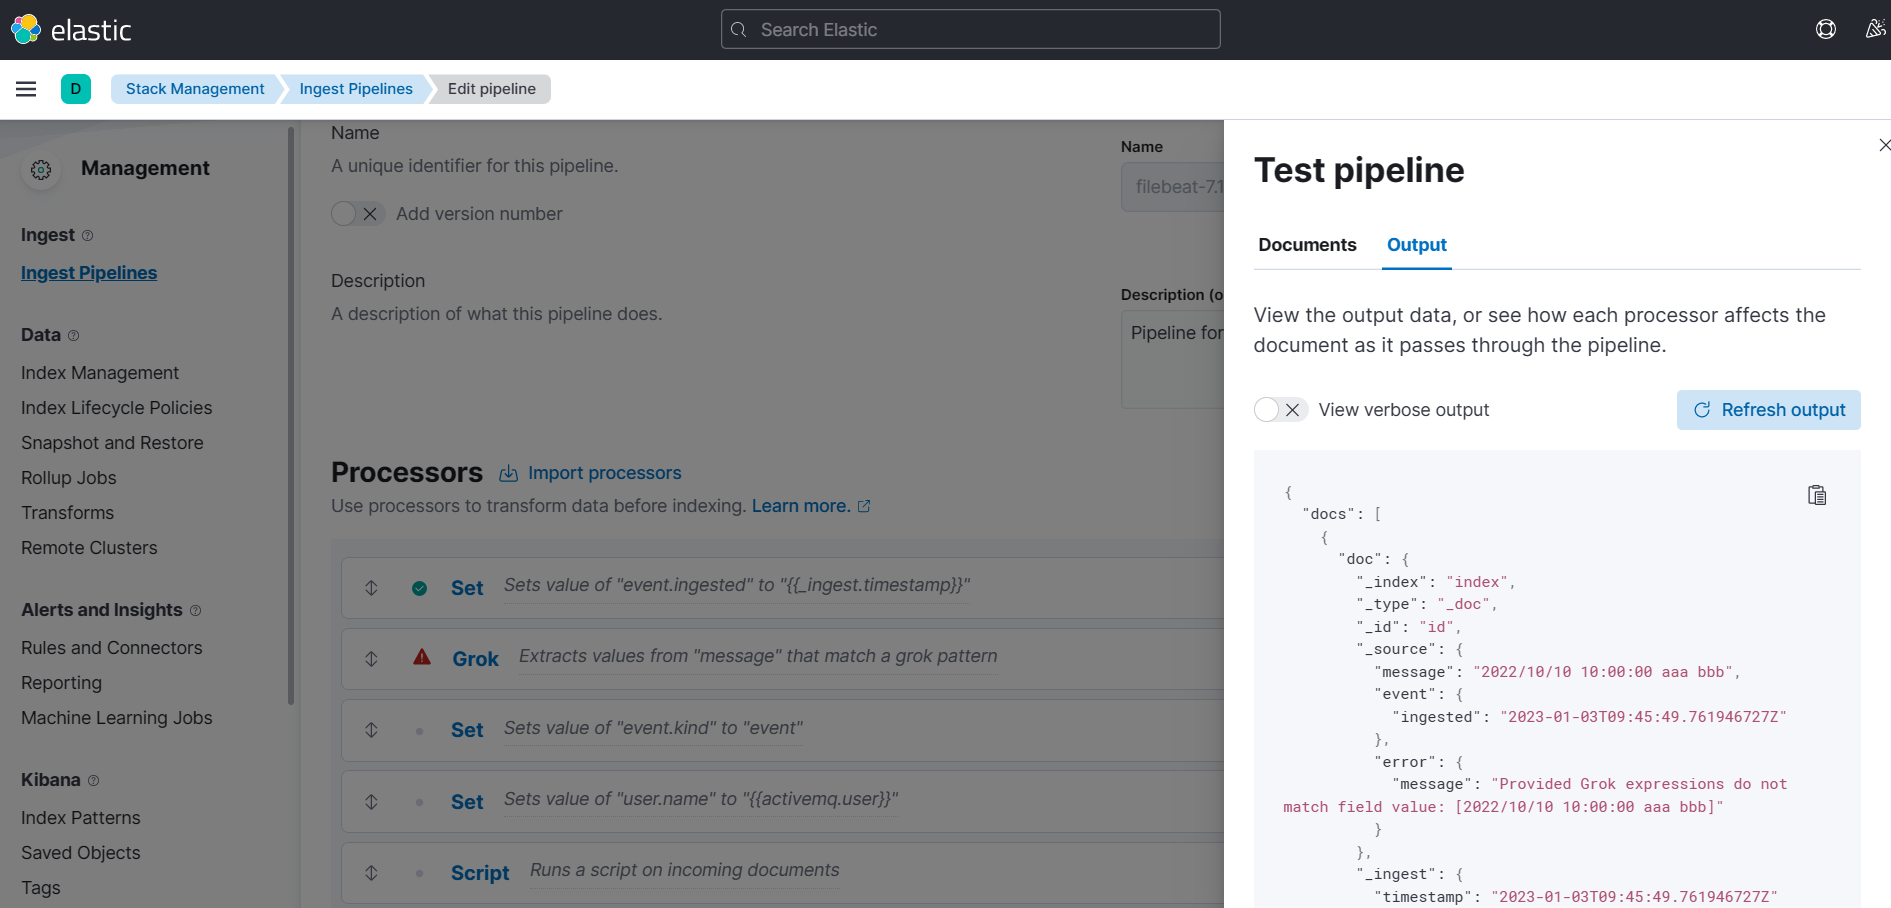 elastic
Search Elastic
D
Stack Management
Ingest Pipelines
Edit pipeline
Management
Ingest
Ingest Pipelines
Data
Index Management
Index Lifecycle Policies
Snapshot and Restore
Rollup Jobs
Transforms
Remote Clusters
Alerts and Insights
Rules and Connectors
Reporting
Machine Learning Jobs
Kibana
Index Patterns
Saved Objects
Tags
Name
A unique identifier for this pipeline.
Add version number
Name
filebeat-7.1
Description
A description of what this pipeline does.
Description (o
Pipeline for
Processors
Import processors
Use processors to transform data before indexing. Learn more.
Set Sets value of "event.ingested" to "{{_ingest.timestamp}}"
Grok Extracts values from "message" that match a grok pattern
Set Sets value of "event.kind" to "event"
Set Sets value of "user.name" to "{{activemq.user}}"
Script Runs a script on incoming documents
Test pipeline
Documents
Output
View the output data, or see how each processor affects the
document as it passes through the pipeline.
View verbose output
Refresh output
{
"docs": [
{
"doc": {
"_index": "index",
"_type": "_doc",
"_id": "id",
"_source": {
"message": "2022/10/10 10:00:00 aaa bbb",
"event": {
"ingested": "2023-01-03T09:45:49.761946727Z"
},
"error": {
"message": "Provided Grok expressions do not
match field value: [2022/10/10 10:00:00 aaa bbb]"
}
},
"_ingest": {
"timestamp": "2023-01-03T09:45:49.761946727Z"